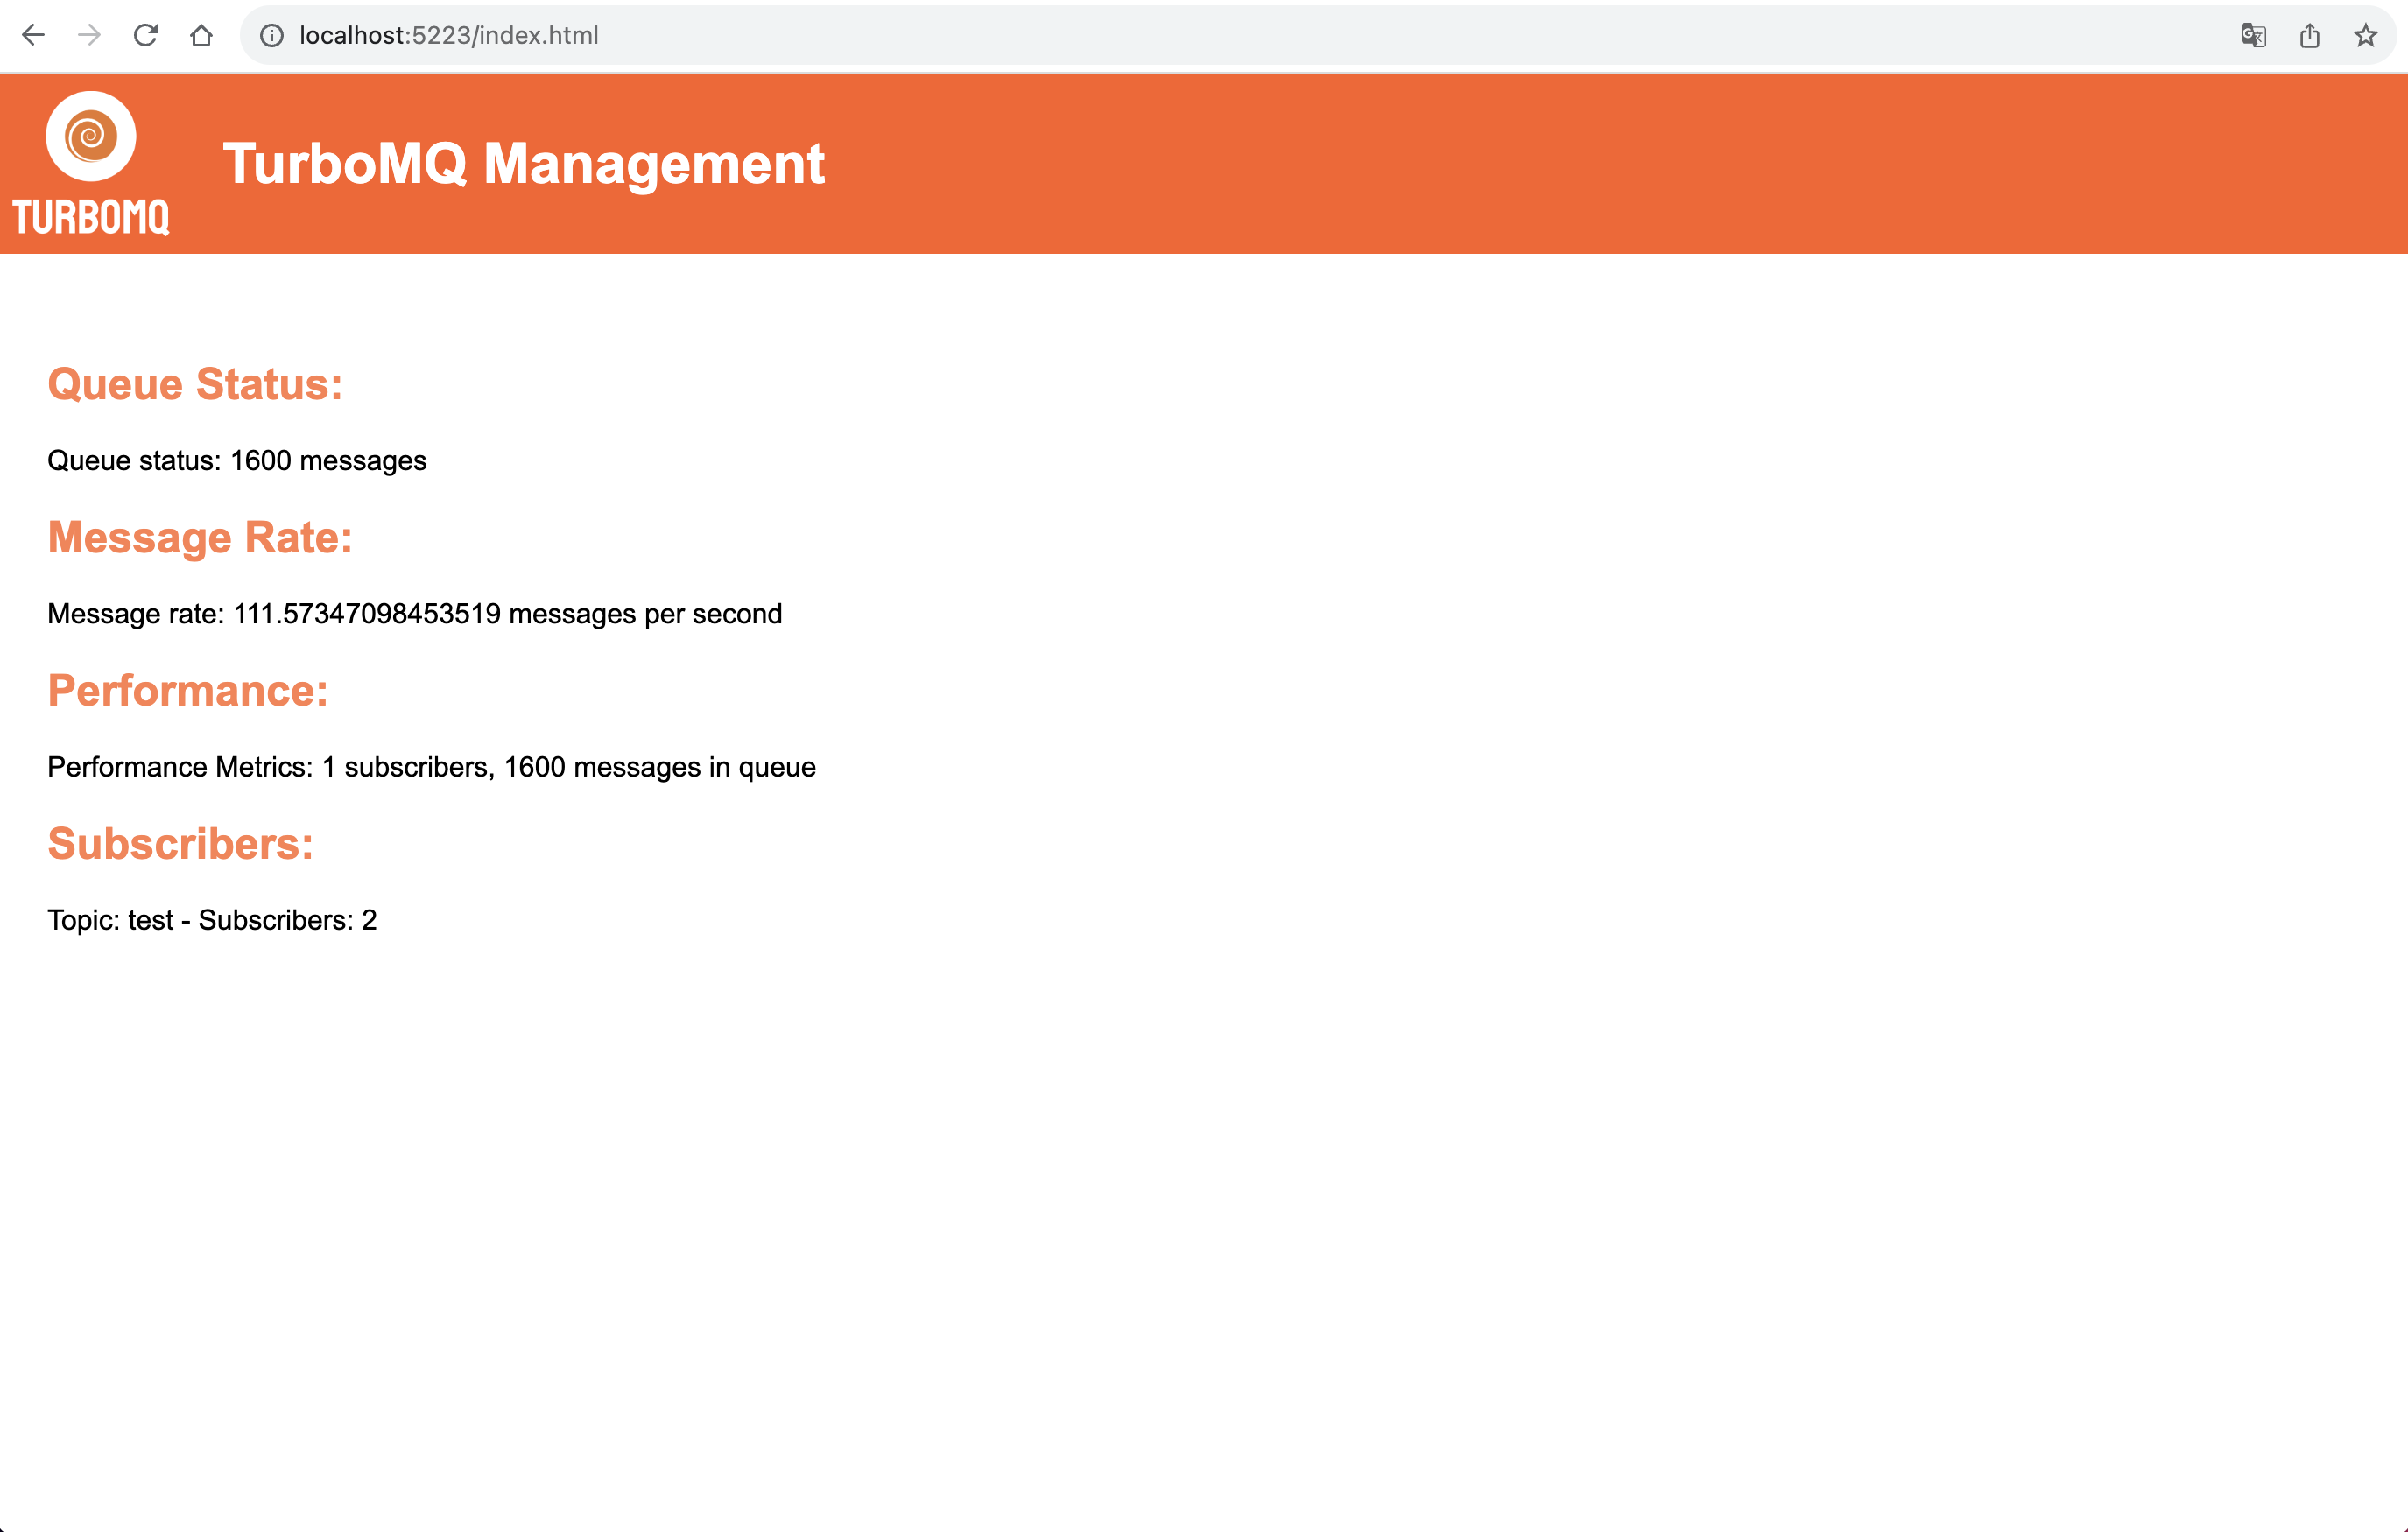 localhost:5223/index.html
TURBOMQ
TurboMQ Management
Queue Status:
Queue status: 1600 messages
Message Rate:
Message rate: 111.57347098453519 messages per second
Performance:
Performance Metrics: 1 subscribers, 1600 messages in queue
Subscribers:
Topic: test - Subscribers: 2